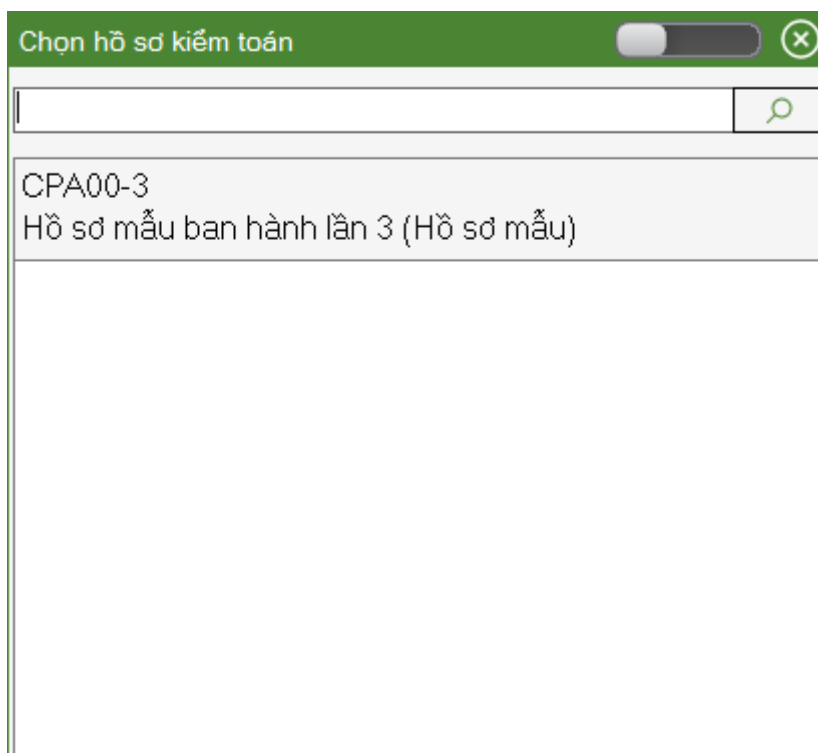 Chọn hồ sơ kiểm toán
CPA00-3
Hồ sơ mẫu ban hành lần 3 (Hồ sơ mẫu)